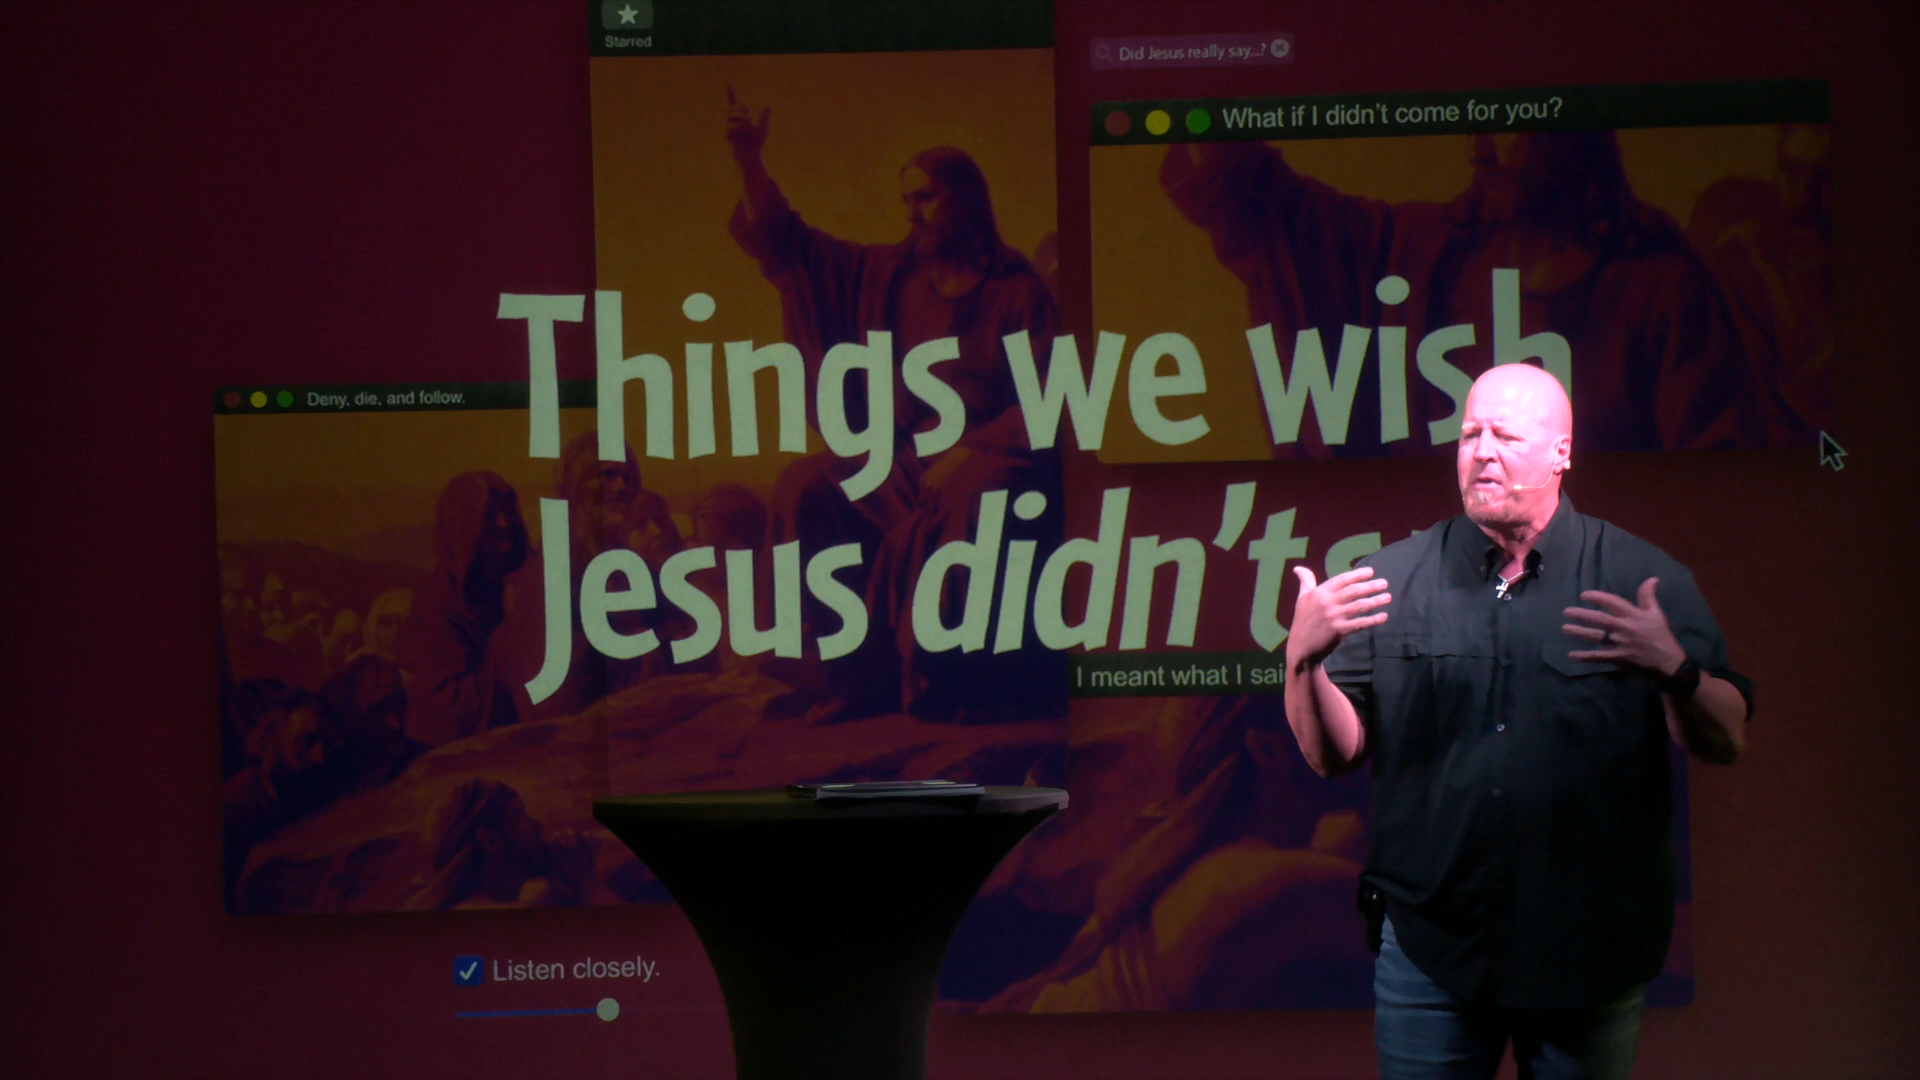 Starred
Did Jesus really say...?
What if I didn't come for you?
Things we wish
Deny, die, and follow.
Jesus didn't
I meant what I
Listen closely.